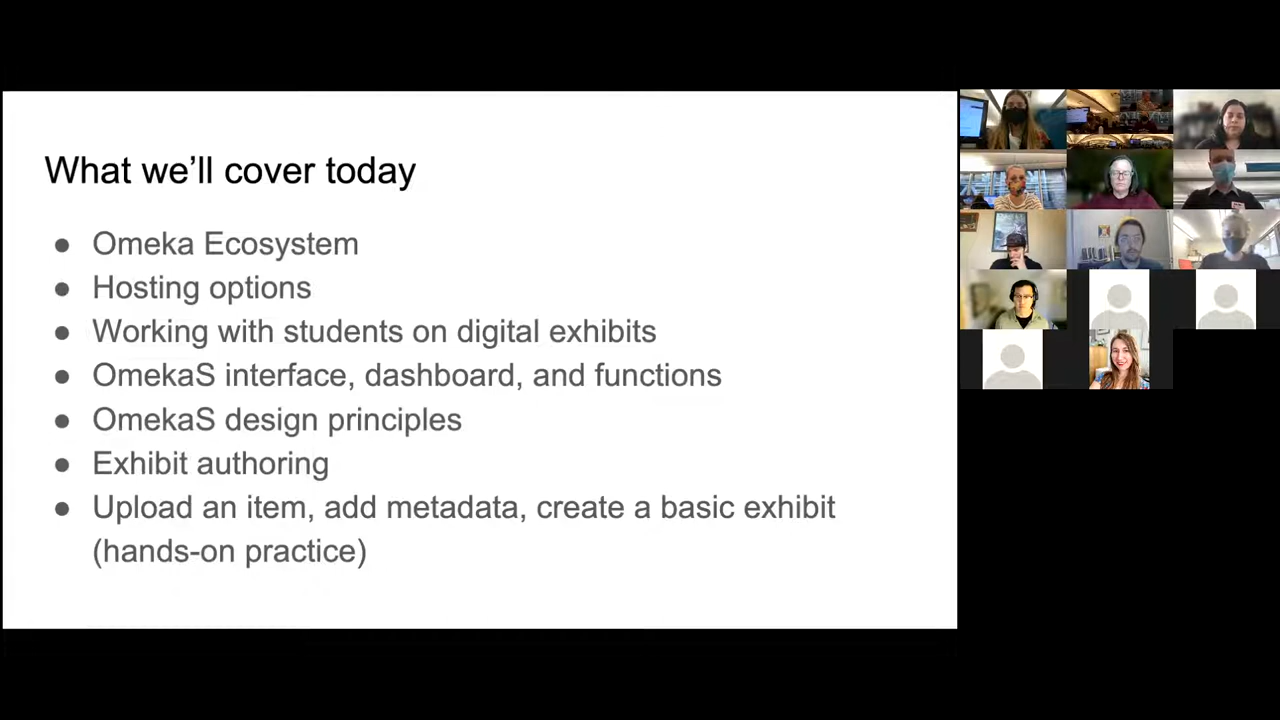 What we’ll cover today
● Omeka Ecosystem
● Hosting options
● Working with students on digital exhibits
● OmekaS interface, dashboard, and functions
● OmekaS design principles
● Exhibit authoring
● Upload an item, add metadata, create a basic exhibit
(hands-on practice)